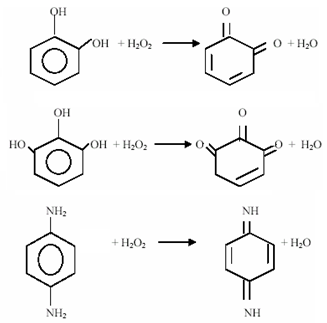 OH
OH + H₂O₂ O O + H₂O
OH
HO OH + H₂O₂ O O O + H₂O
NH₂ NH
+ H₂O₂ + H₂O
NH₂ NH